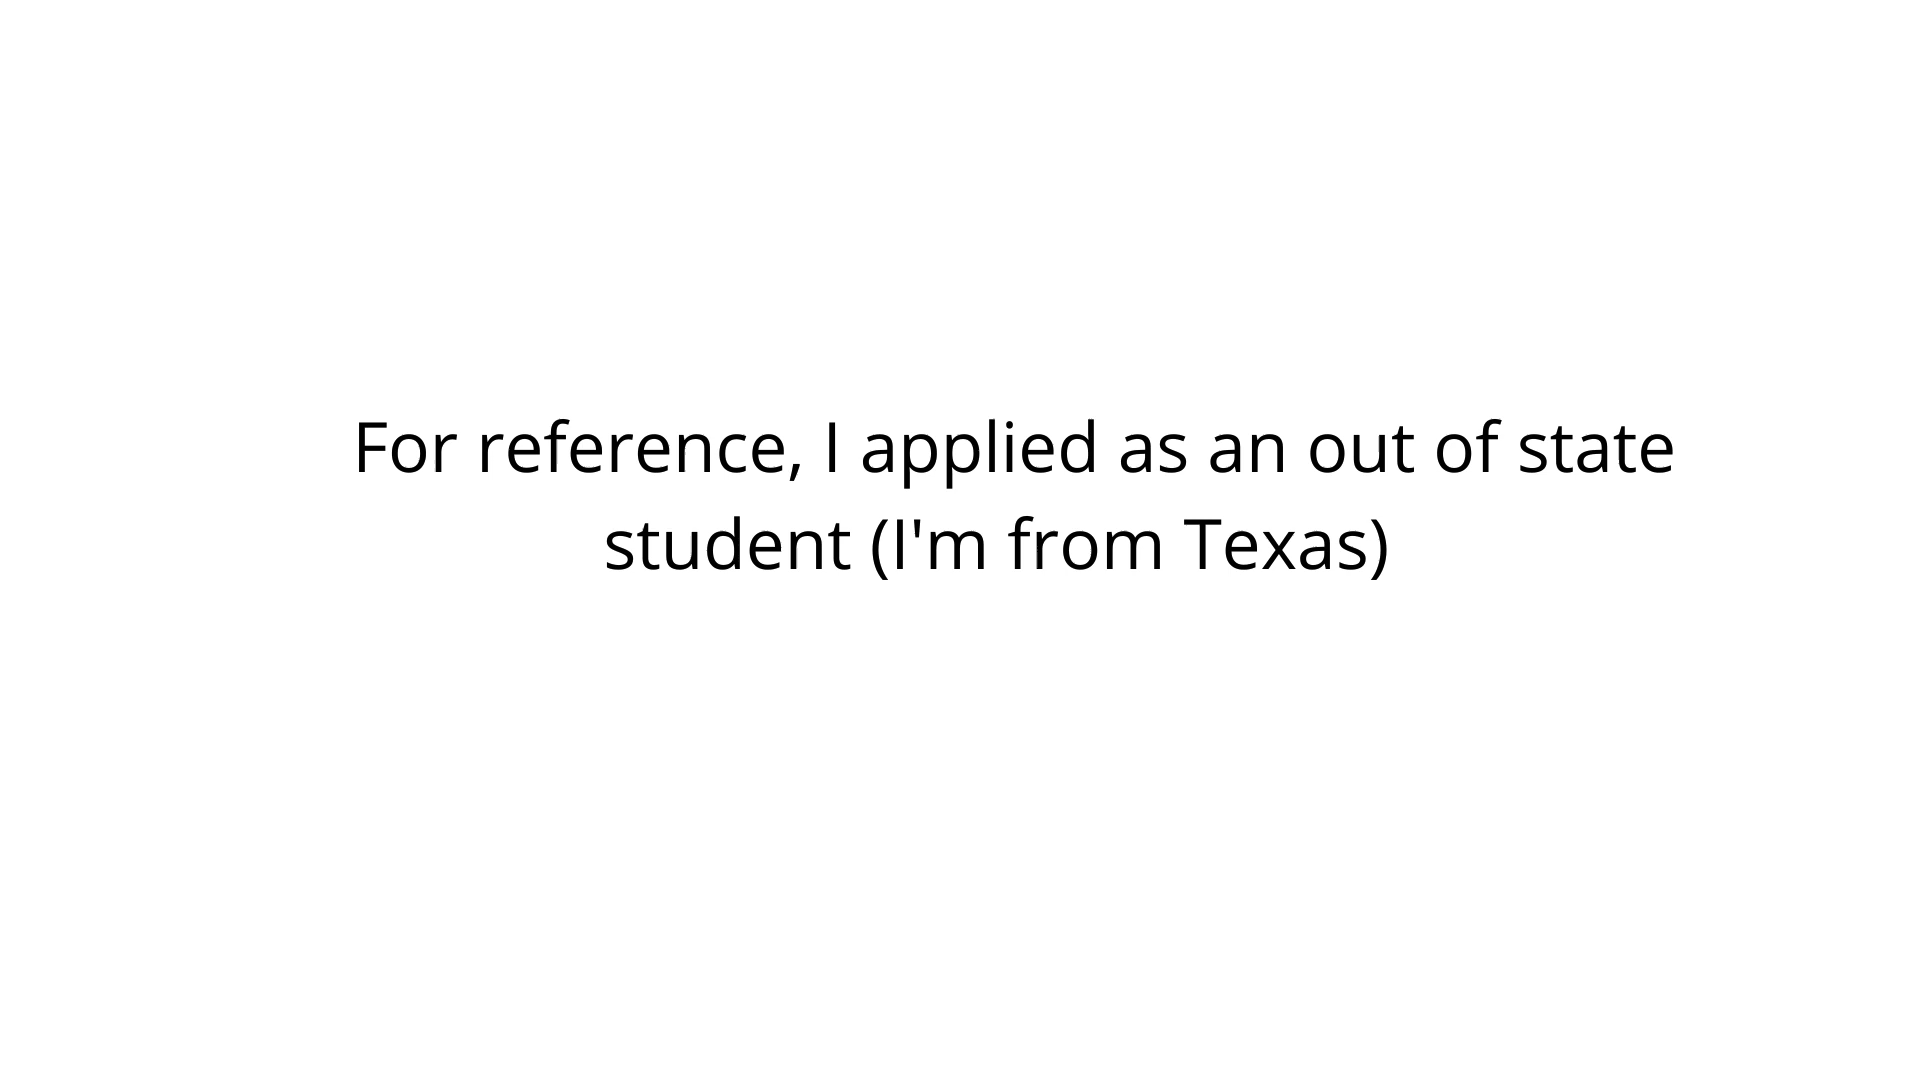 For reference, I applied as an out of state
student (I'm from Texas)